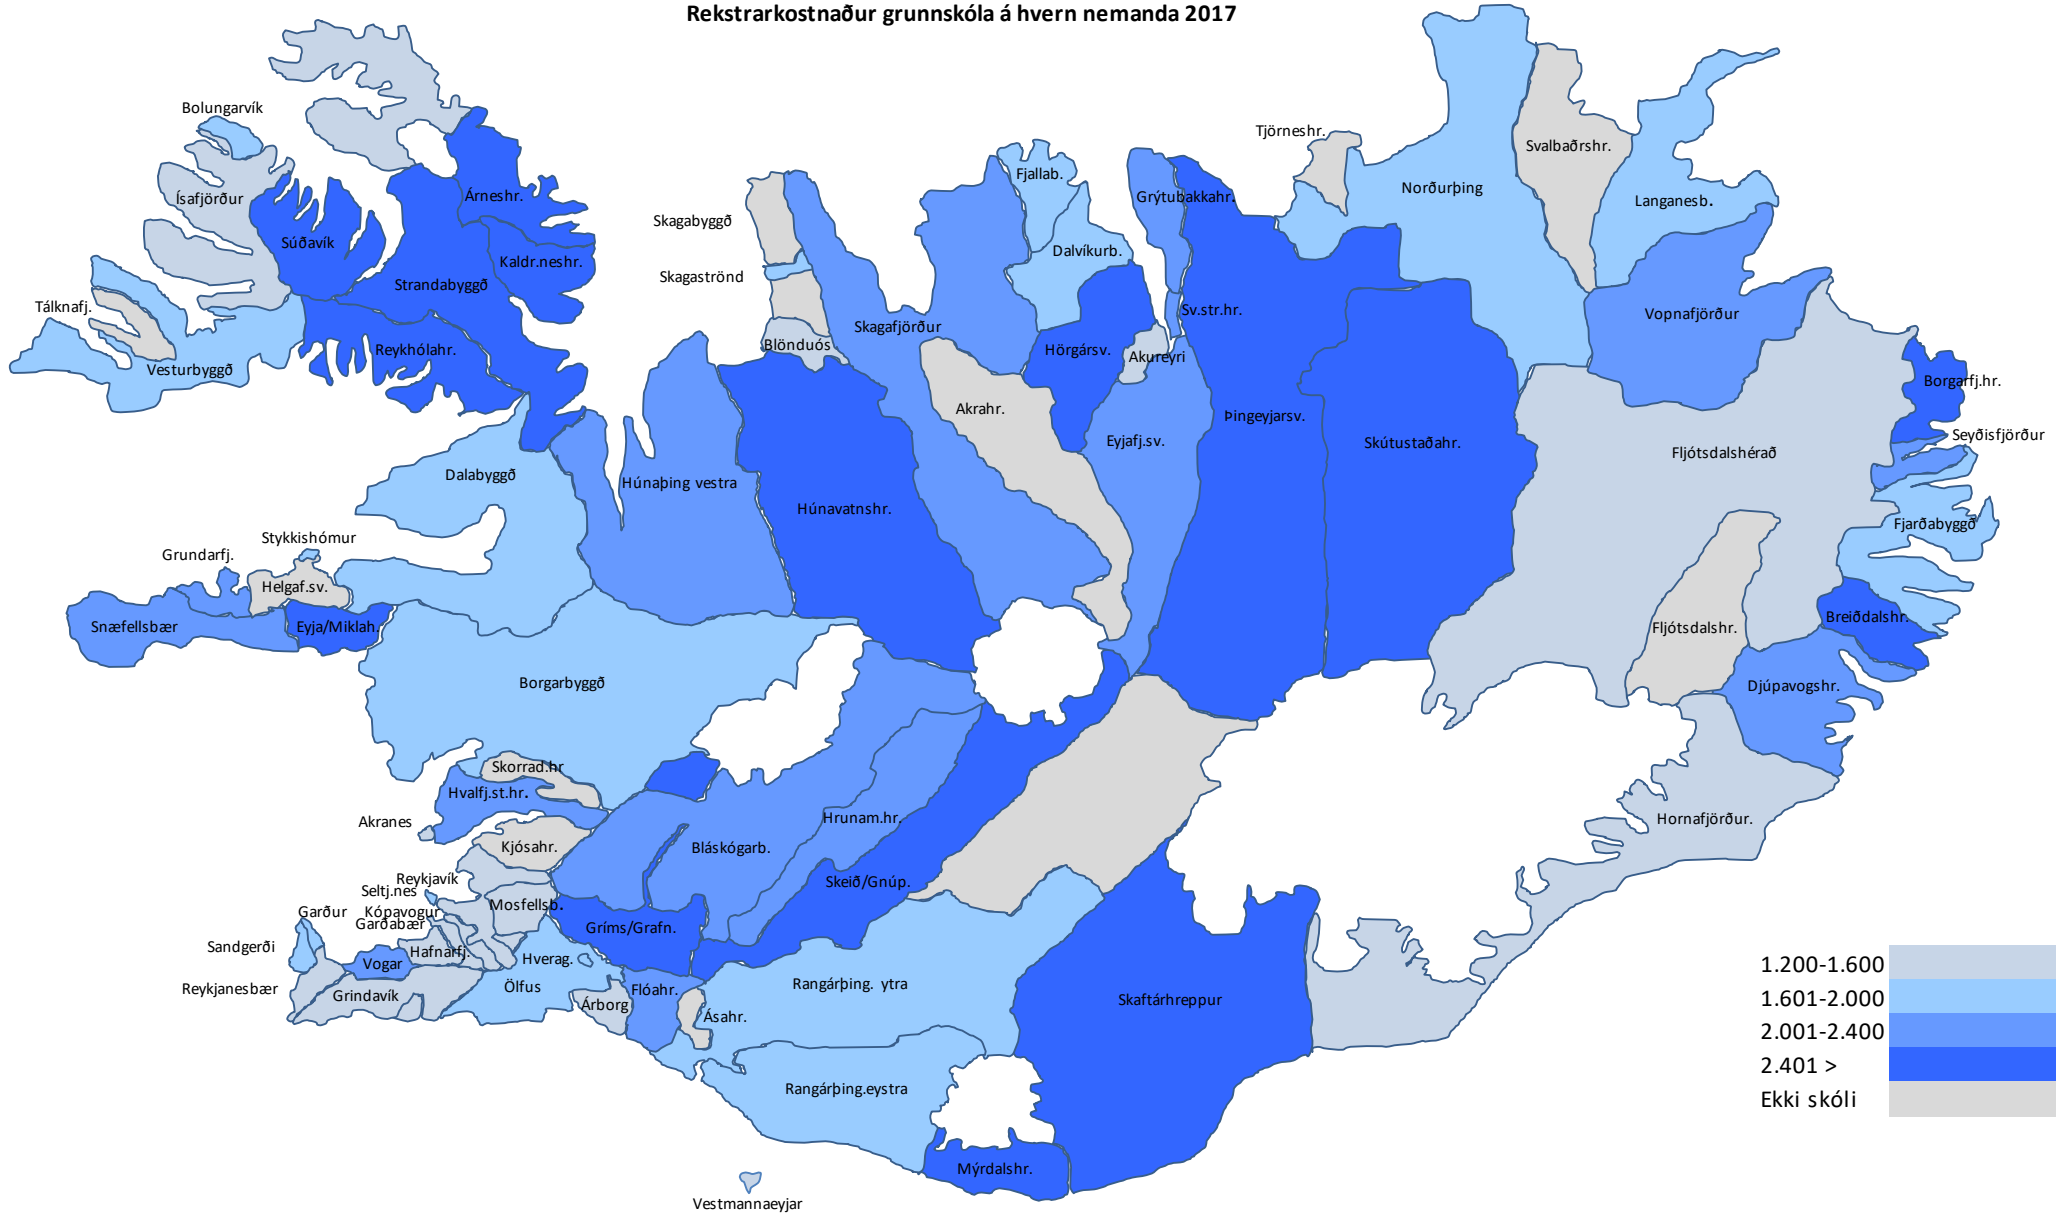 Rekstrarkostnaður grunnskóla á hvern nemanda 2017
Bolungarvík
Ísafjörður
Súðavík
Árneshr.
Kaldr.neshr.
Strandabyggð
Tálknafj.
Vesturbyggð
Reykhólahr.
Skagabyggð
Skagaströnd
Blönduós
Skagafjörður
Fjallab.
Dalvíkurb.
Grýtubakkahr.
Sv.str.hr.
Hörgársv.
Akureyri
Tjörneshr.
Norðurþing
Svalbaðrshr.
Langanesb.
Vopnafjörður
Borgarfj.hr.
Seyðisfjörður
Fljótsdalshérað
Fjarðabyggð
Breiðdalshr.
Fljótsdalshr.
Djúpavogshr.
Hornafjörður.
Akrahr.
Eyjafj.sv.
Þingeyjarsv.
Skútustaðahr.
Dalabyggð
Húnaþing vestra
Húnavatnshr.
Stykkishómur
Grundarfj.
Helgaf.sv.
Snæfellsbær
Eyja/Miklah.
Borgarbyggð
Skorrad.hr
Hvalfj.st.hr.
Akranes
Kjósahr.
Bláskógarb.
Hrunam.hr.
Skeið/Gnúp.
Reykjavík
Seltj.nes
Mosfellsb.
Kópavogur
Garðabær
Garður
Sandgerði
Hafnarfj.
Vogar
Reykjanesbær
Grindavík
Hverag.
Ölfus
Gríms/Grafn.
Árborg
Flóahr.
Ásahr.
Rangárþing. ytra
Rangárþing.eystra
Skaftárhreppur
Mýrdalshr.
Vestmannaeyjar
1.200-1.600
1.601-2.000
2.001-2.400
2.401 >
Ekki skóli